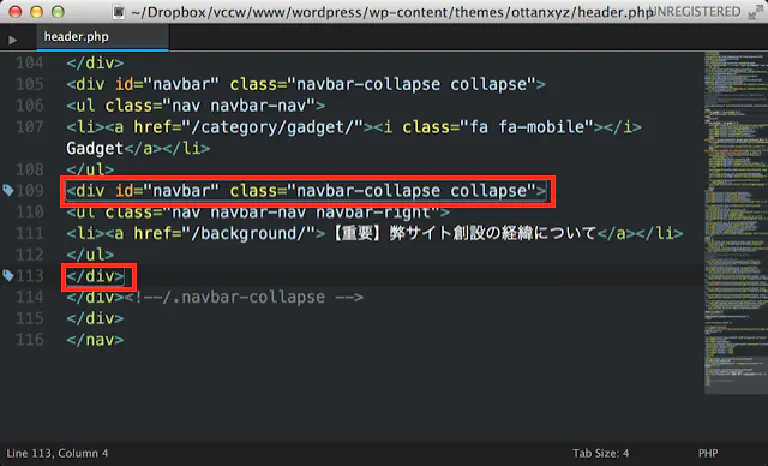 ~/Dropbox/vccw/www/wordpress/wp-content/themes/ottanxyz/header.php UNREGISTERED
header.php
104 </div>
105 <div id="navbar" class="navbar-collapse collapse">
106 <ul class="nav navbar-nav">
107 <li><a href="/category/gadget/"><i class="fa fa-mobile"></i>
Gadget</a></li>
108 </ul>
109 <div id="navbar" class="navbar-collapse collapse">
110 <ul class="nav navbar-nav navbar-right">
111 <li><a href="/background/">【重要】弊サイト創設の経緯について</a></li>
112 </ul>
113 </div>
114 </div><!--/.navbar-collapse -->
115 </div>
116 </nav>
Line 113, Column 4 Tab Size: 4 PHP